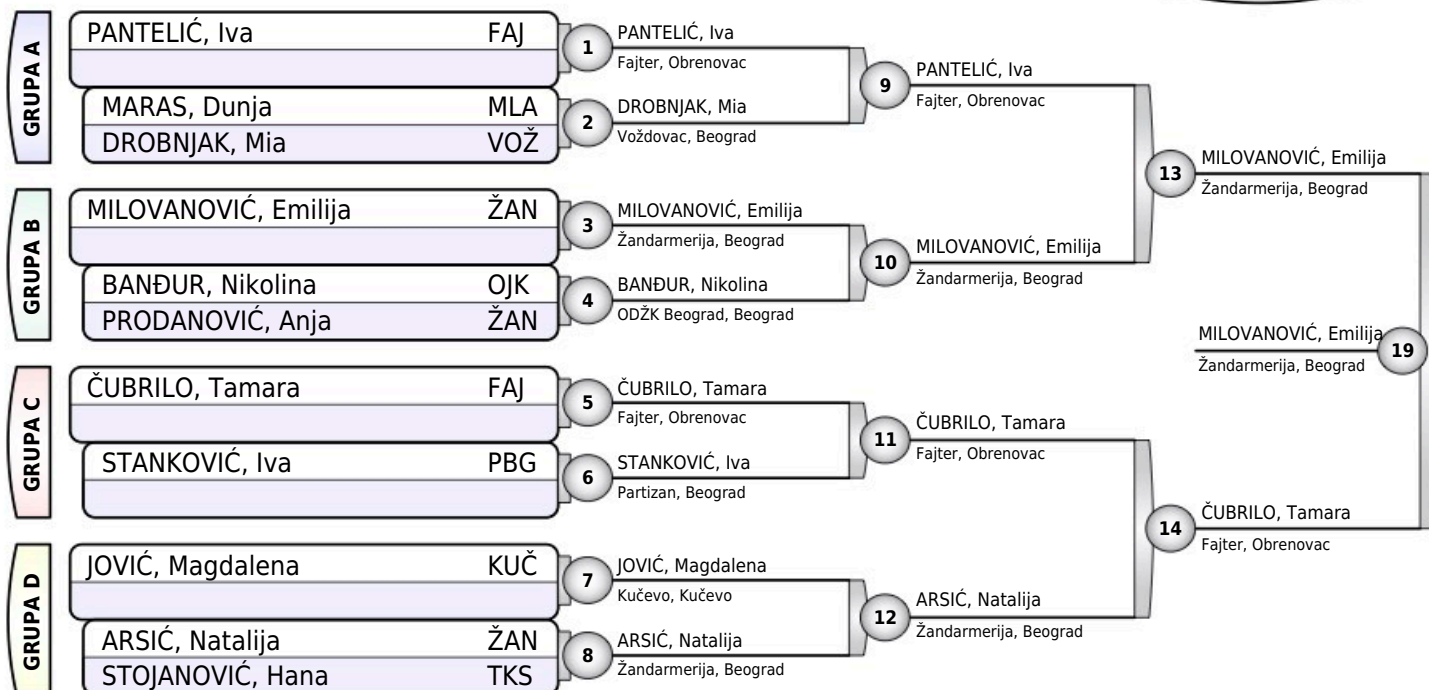 GRUPA A
PANTELIĆ, Iva FAJ
MARAS, Dunja MLA
DROBNJAK, Mia VOŽ
GRUPA B
MILOVANOVIĆ, Emilija ŽAN
BANĐUR, Nikolina OJK
PRODANOVIĆ, Anja ŽAN
GRUPA C
ČUBRILO, Tamara FAJ
STANKOVIĆ, Iva PBG
GRUPA D
JOVIĆ, Magdalena KUČ
ARSIĆ, Natalija ŽAN
STOJANOVIĆ, Hana TKS
1
PANTELIĆ, Iva
Fajter, Obrenovac
2
DROBNJAK, Mia
Voždovac, Beograd
3
MILOVANOVIĆ, Emilija
Žandarmerija, Beograd
4
BANĐUR, Nikolina
ODŽK Beograd, Beograd
5
ČUBRILO, Tamara
Fajter, Obrenovac
6
STANKOVIĆ, Iva
Partizan, Beograd
7
JOVIĆ, Magdalena
Kučevo, Kučevo
8
ARSIĆ, Natalija
Žandarmerija, Beograd
9
PANTELIĆ, Iva
Fajter, Obrenovac
10
MILOVANOVIĆ, Emilija
Žandarmerija, Beograd
11
ČUBRILO, Tamara
Fajter, Obrenovac
12
ARSIĆ, Natalija
Žandarmerija, Beograd
13
MILOVANOVIĆ, Emilija
Žandarmerija, Beograd
14
ČUBRILO, Tamara
Fajter, Obrenovac
MILOVANOVIĆ, Emilija
Žandarmerija, Beograd
19